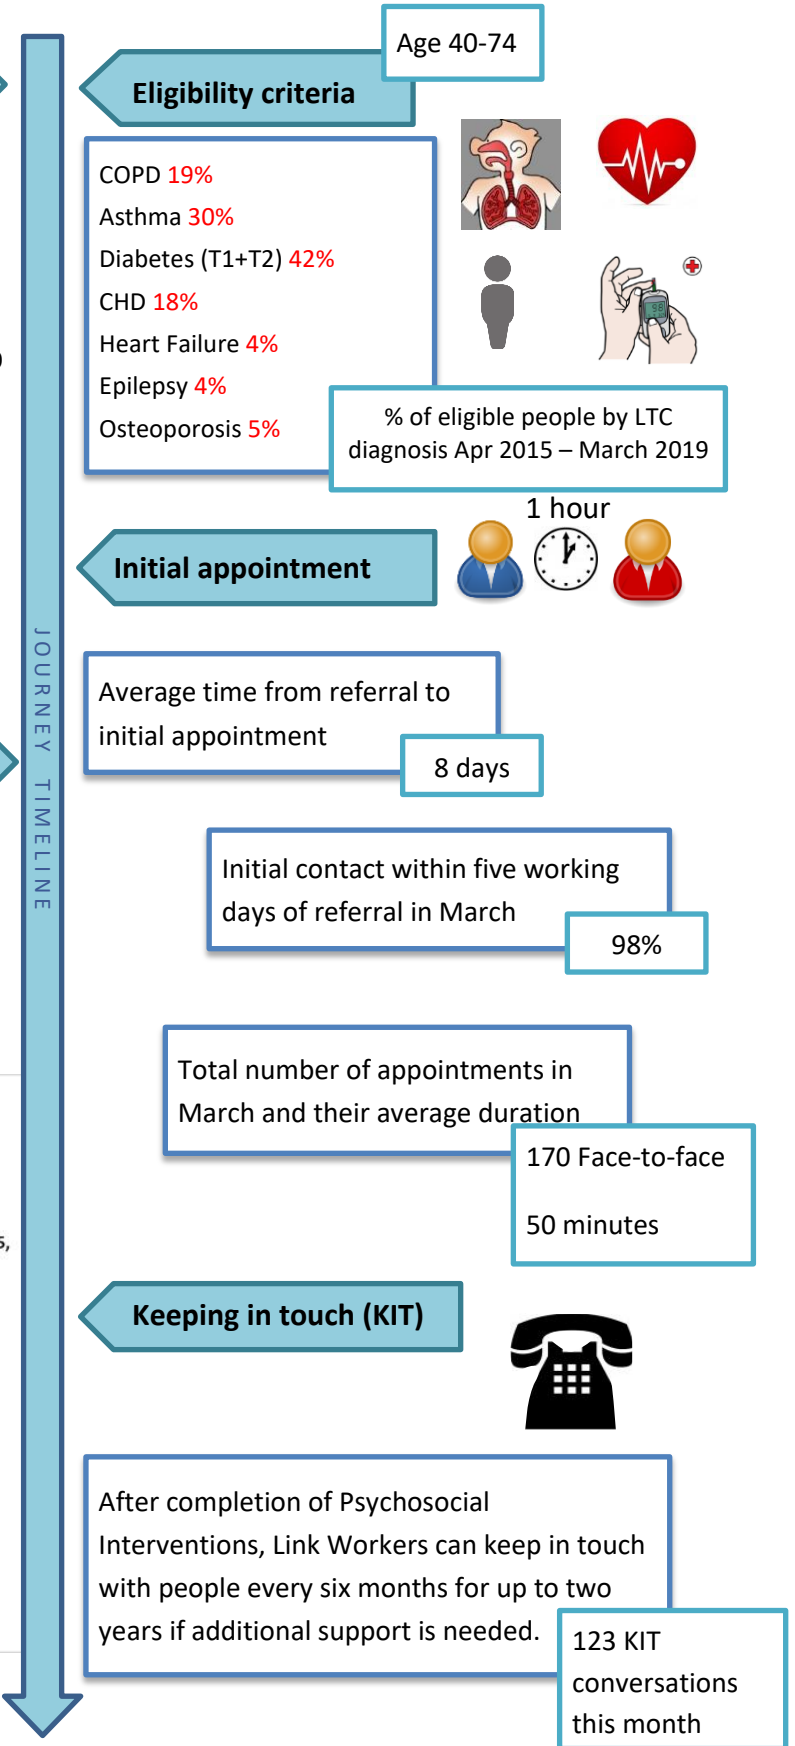 Age 40-74
Eligibility criteria
COPD 19%
Asthma 30%
Diabetes (T1+T2) 42%
CHD 18%
Heart Failure 4%
Epilepsy 4%
Osteoporosis 5%
% of eligible people by LTC
diagnosis Apr 2015 – March 2019
1 hour
Initial appointment
JOURNEY TIMELINE
Average time from referral to
initial appointment
8 days
Initial contact within five working
days of referral in March
98%
Total number of appointments in
March and their average duration
170 Face-to-face
50 minutes
Keeping in touch (KIT)
After completion of Psychosocial
Interventions, Link Workers can keep in touch
with people every six months for up to two
years if additional support is needed.
123 KIT
conversations
this month